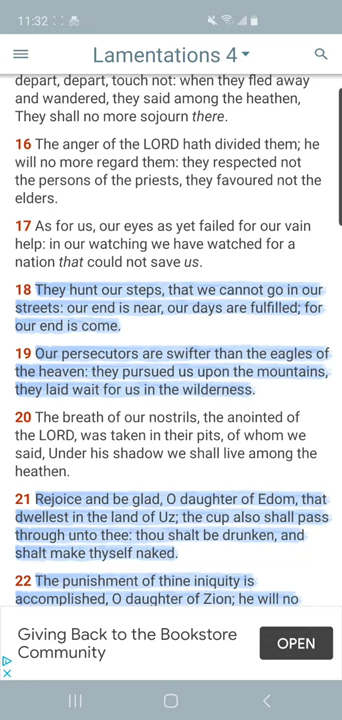 11:32
Lamentations 4
depart, depart, touch not: when they fled away
and wandered, they said among the heathen,
They shall no more sojourn there.
16 The anger of the LORD hath divided them; he
will no more regard them: they respected not
the persons of the priests, they favoured not the
elders.
17 As for us, our eyes as yet failed for our vain
help: in our watching we have watched for a
nation that could not save us.
18 They hunt our steps, that we cannot go in our
streets: our end is near, our days are fulfilled; for
our end is come.
19 Our persecutors are swifter than the eagles of
the heaven: they pursued us upon the mountains,
they laid wait for us in the wilderness.
20 The breath of our nostrils, the anointed of
the LORD, was taken in their pits, of whom we
said, Under his shadow we shall live among the
heathen.
21 Rejoice and be glad, O daughter of Edom, that
dwellest in the land of Uz; the cup also shall pass
through unto thee: thou shalt be drunken, and
shalt make thyself naked.
22 The punishment of thine iniquity is
accomplished, O daughter of Zion; he will no
Giving Back to the Bookstore
Community
OPEN